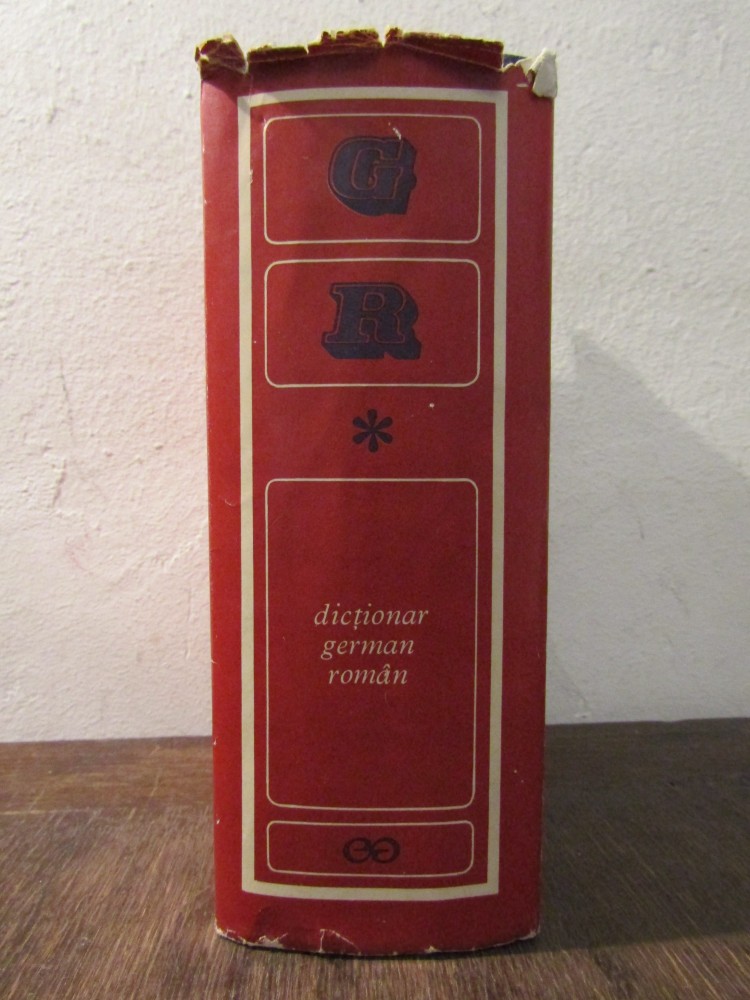 G
R
*
dicționar
german
român